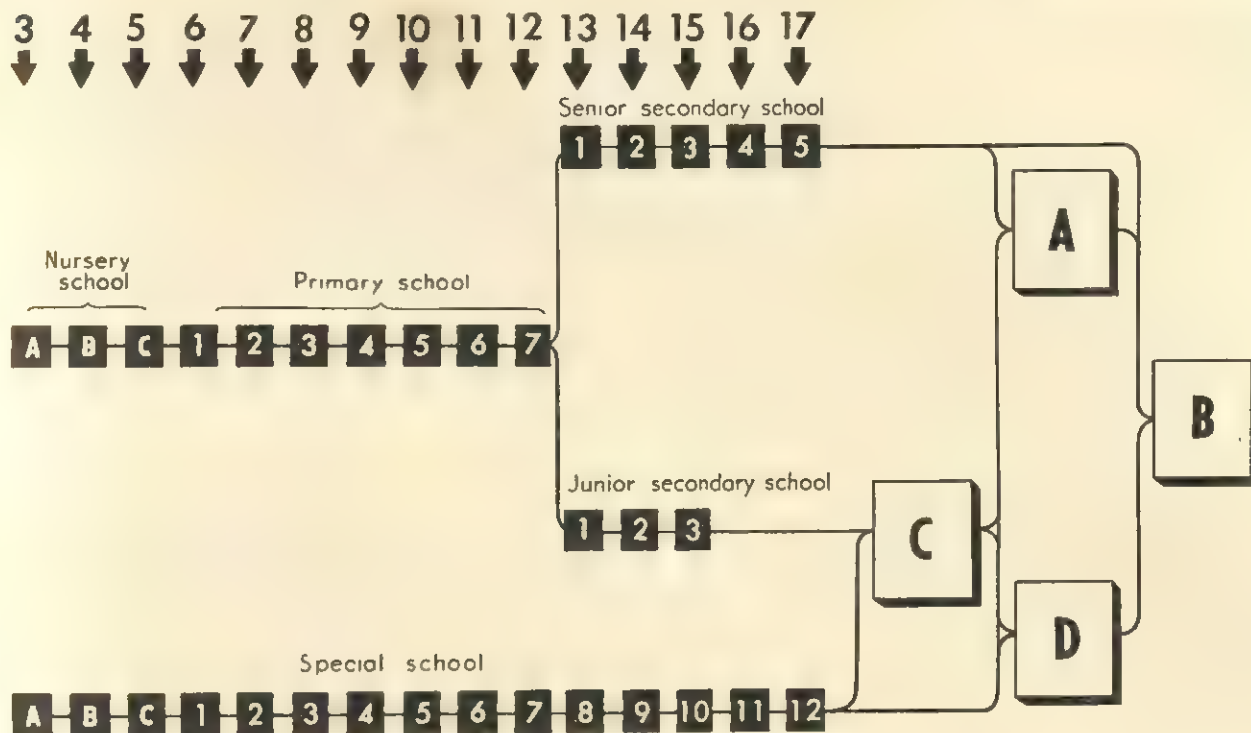 3 4 5 6 7 8 9 10 11 12 13 14 15 16 17
Senior secondary school
1 2 3 4 5
A
Nursery
school
Primary school
A B C 1 2 3 4 5 6 7
B
Junior secondary school
1 2 3
C
D
Special school
A B C 1 2 3 4 5 6 7 8 9 10 11 12